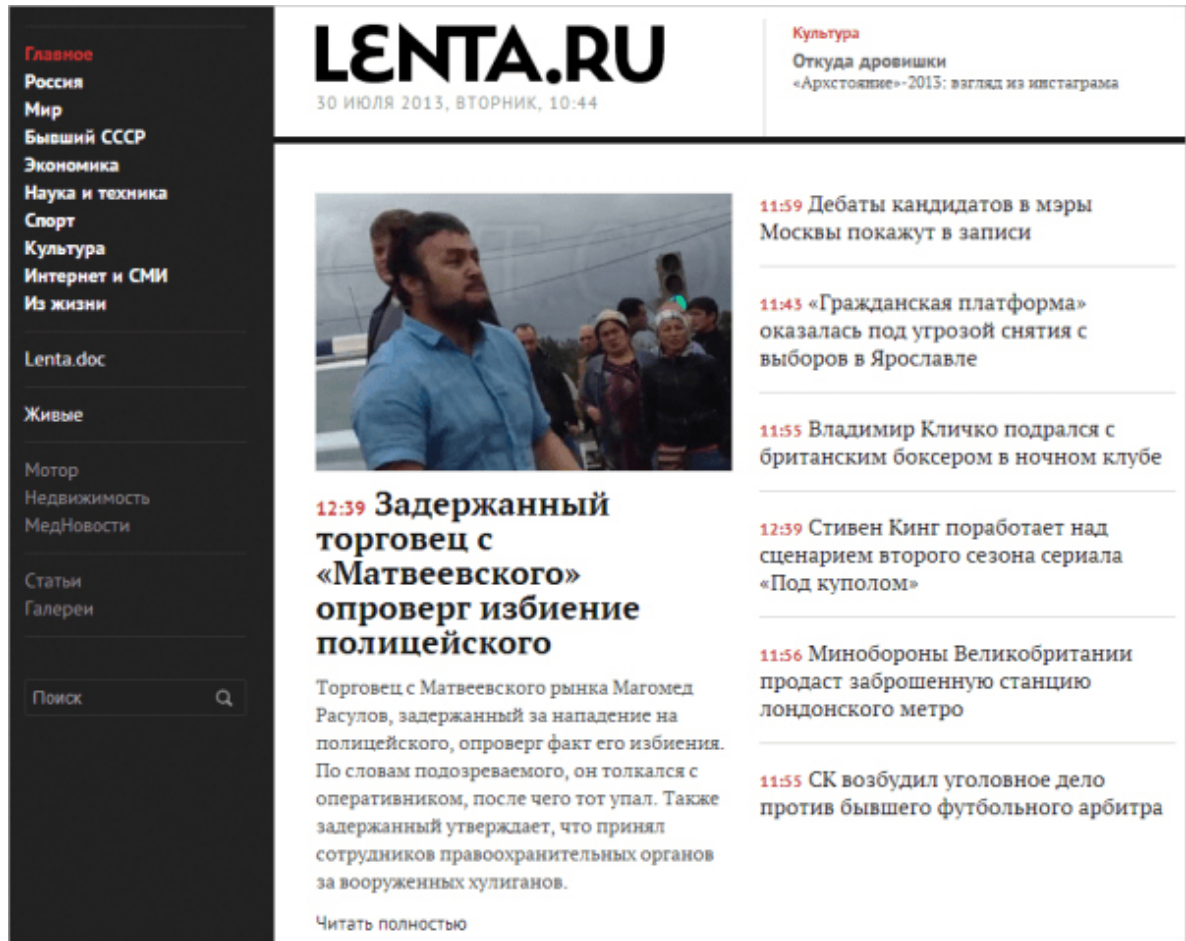 Главное
Россия
Мир
Бывший СССР
Экономика
Наука и техника
Спорт
Культура
Интернет и СМИ
Из жизни
Lenta.doc
Живые
Мотор
Недвижимость
МедНовости
Статьи
Галереи
Поиск
LENTA.RU
30 ИЮЛЯ 2013, ВТОРНИК, 10:44
Культура
Откуда дровишки
«Архстояние»-2013: взгляд из инстаграма
12:39 Задержанный
торговец с
«Матвеевского»
опроверг избиение
полицейского
Торговец с Матвеевского рынка Магомед
Расулов, задержанный за нападение на
полицейского, опроверг факт его избиения.
По словам подозреваемого, он толкался с
оперативником, после чего тот упал. Также
задержанный утверждает, что принял
сотрудников правоохранительных органов
за вооруженных хулиганов.
Читать полностью
11:59 Дебаты кандидатов в мэры
Москвы покажут в записи
11:43 «Гражданская платформа»
оказалась под угрозой снятия с
выборов в Ярославле
11:55 Владимир Кличко подрался с
британским боксером в ночном клубе
12:39 Стивен Кинг поработает над
сценарием второго сезона сериала
«Под куполом»
11:56 Минобороны Великобритании
продаст заброшенную станцию
лондонского метро
11:55 СК возбудил уголовное дело
против бывшего футбольного арбитра